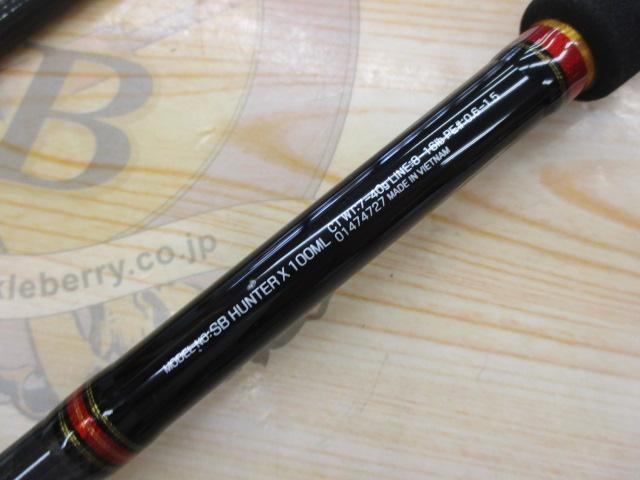 B
kleberry.co.jp
MODEL NO. SB HUNTER X 100ML
C1 WT.7-40g LINE:8-16lb PE#:0.6-1.5
01474727 MADE IN VIETNAM